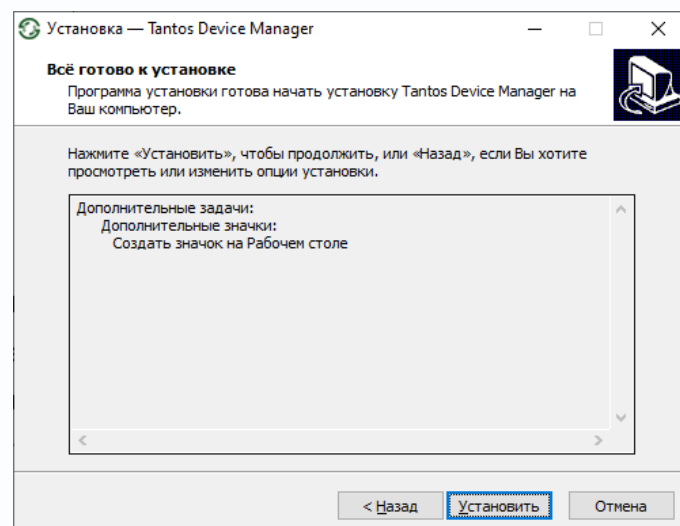 Установка — Tantos Device Manager
Всё готово к установке
Программа установки готова начать установку Tantos Device Manager на
Ваш компьютер.
Нажмите «Установить», чтобы продолжить, или «Назад», если Вы хотите
просмотреть или изменить опции установки.
Дополнительные задачи:
Дополнительные значки:
Создать значок на Рабочем столе
< Назад
Установить
Отмена